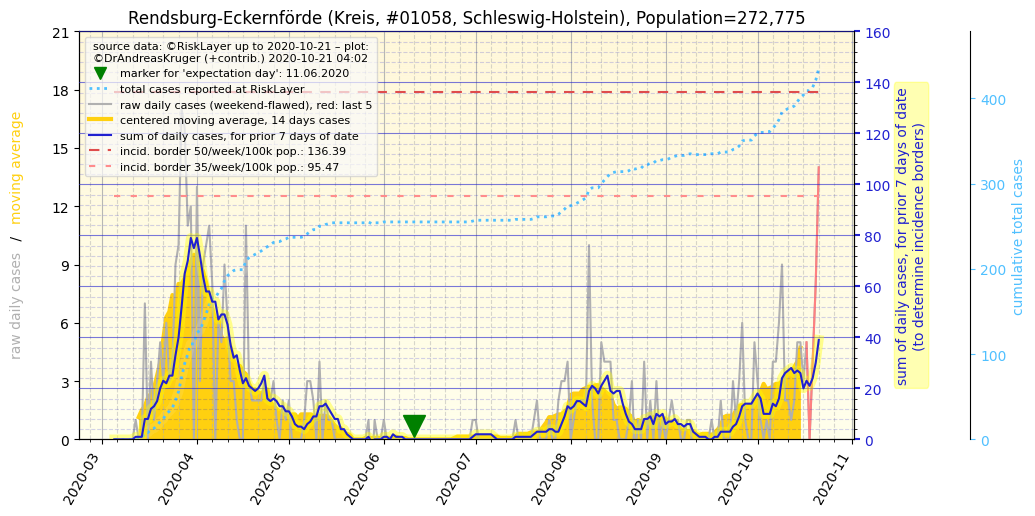 Rendsburg-Eckernförde (Kreis, #01058, Schleswig-Holstein), Population=272,775
source data: ©RiskLayer up to 2020-10-21 – plot:
©DrAndreasKruger (+contrib.) 2020-10-21 04:02
marker for 'expectation day': 11.06.2020
total cases reported at RiskLayer
raw daily cases (weekend-flawed), red: last 5
centered moving average, 14 days cases
sum of daily cases, for prior 7 days of date
incid. border 50/week/100k pop.: 136.39
incid. border 35/week/100k pop.: 95.47
raw daily cases / moving average
21
18
15
12
9
6
3
0
2020-03
2020-04
2020-05
2020-06
2020-07
2020-08
2020-09
2020-10
2020-11
160
140
120
100
80
60
40
20
0
sum of daily cases, for prior 7 days of date
(to determine incidence borders)
400
300
200
100
0
cumulative total cases